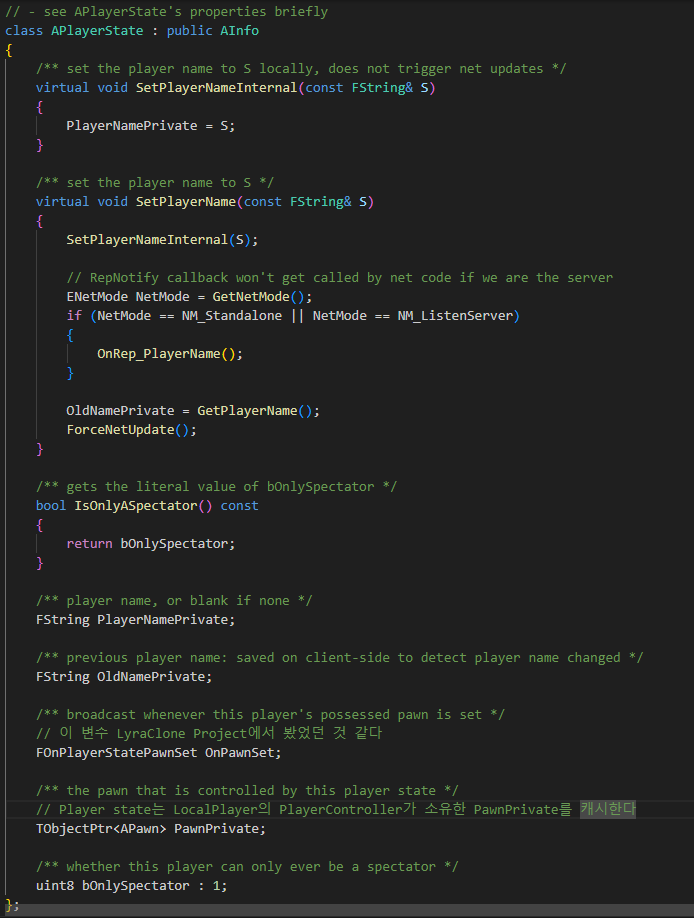 // - see APlayerState's properties briefly
class APlayerState : public AInfo
{
    /** set the player name to S locally, does not trigger net updates */
    virtual void SetPlayerNameInternal(const FString& S)
    {
        PlayerNamePrivate = S;
    }

    /** set the player name to S */
    virtual void SetPlayerName(const FString& S)
    {
        SetPlayerNameInternal(S);

        // RepNotify callback won't get called by net code if we are the server
        ENetMode NetMode = GetNetMode();
        if (NetMode == NM_Standalone || NetMode == NM_ListenServer)
        {
            OnRep_PlayerName();
        }

        OldNamePrivate = GetPlayerName();
        ForceNetUpdate();
    }

    /** gets the literal value of bOnlySpectator */
    bool IsOnlyASpectator() const
    {
        return bOnlySpectator;
    }

    /** player name, or blank if none */
    FString PlayerNamePrivate;

    /** previous player name: saved on client-side to detect player name changed */
    FString OldNamePrivate;

    /** broadcast whenever this player's possessed pawn is set */
    // 이 변수 LyraClone Project에서 봤었던 것 같다
    FOnPlayerStatePawnSet OnPawnSet;

    /** the pawn that is controlled by this player state */
    // Player state는 LocalPlayer의 PlayerController가 소유한 PawnPrivate를 캐시한다
    TObjectPtr<APawn> PawnPrivate;

    /** whether this player can only ever be a spectator */
    uint8 bOnlySpectator : 1;
};